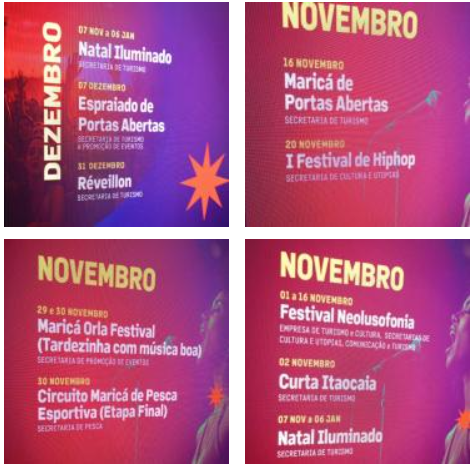 DEZEMBRO
07 NOV a 06 JAN
Natal Iluminado
SECRETARIA DE TURISMO
07 DEZEMBRO
Espraiado de
Portas Abertas
SECRETARIA DE TURISMO
e PROMOÇÃO DE EVENTOS
31 DEZEMBRO
Réveillon
SECRETARIA DE TURISMO
NOVEMBRO
16 NOVEMBRO
Maricá de
Portas Abertas
SECRETARIA DE TURISMO
20 NOVEMBRO
I Festival de Hiphop
SECRETARIA DE CULTURA E UTOPIAS
NOVEMBRO
29 e 30 NOVEMBRO
Maricá Orla Festival
(Tardezinha com música boa)
SECRETARIA DE PROMOÇÃO DE EVENTOS
30 NOVEMBRO
Circuito Maricá de Pesca
Esportiva (Etapa Final)
SECRETARIA DE PESCA
NOVEMBRO
01 a 16 NOVEMBRO
Festival Neolusofonia
EMPRESA DE TURISMO e CULTURA, SECRETARIAS DE
CULTURA E UTOPIAS, COMUNICAÇÃO e TURISMO
02 NOVEMBRO
Curta Itaocaia
SECRETARIA DE TURISMO
07 NOV a 06 JAN
Natal Iluminado
SECRETARIA DE TURISMO